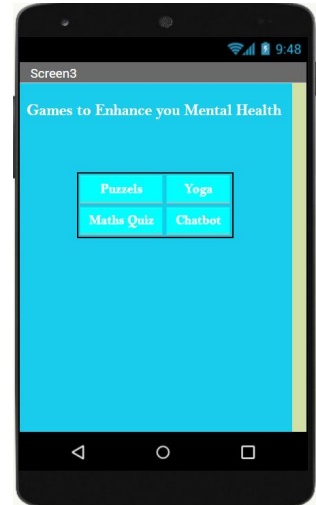 9:48
Screen3
Games to Enhance you Mental Health
Puzzels Yoga
Maths Quiz Chatbot